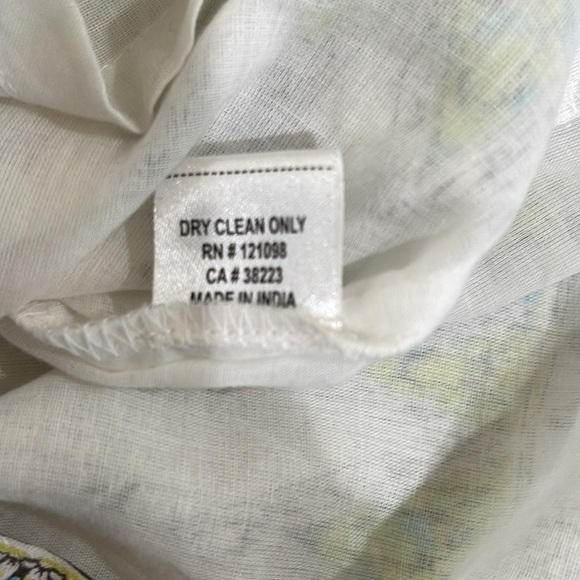 DRY CLEAN ONLY
RN # 121098
CA # 38223
MADE IN INDIA